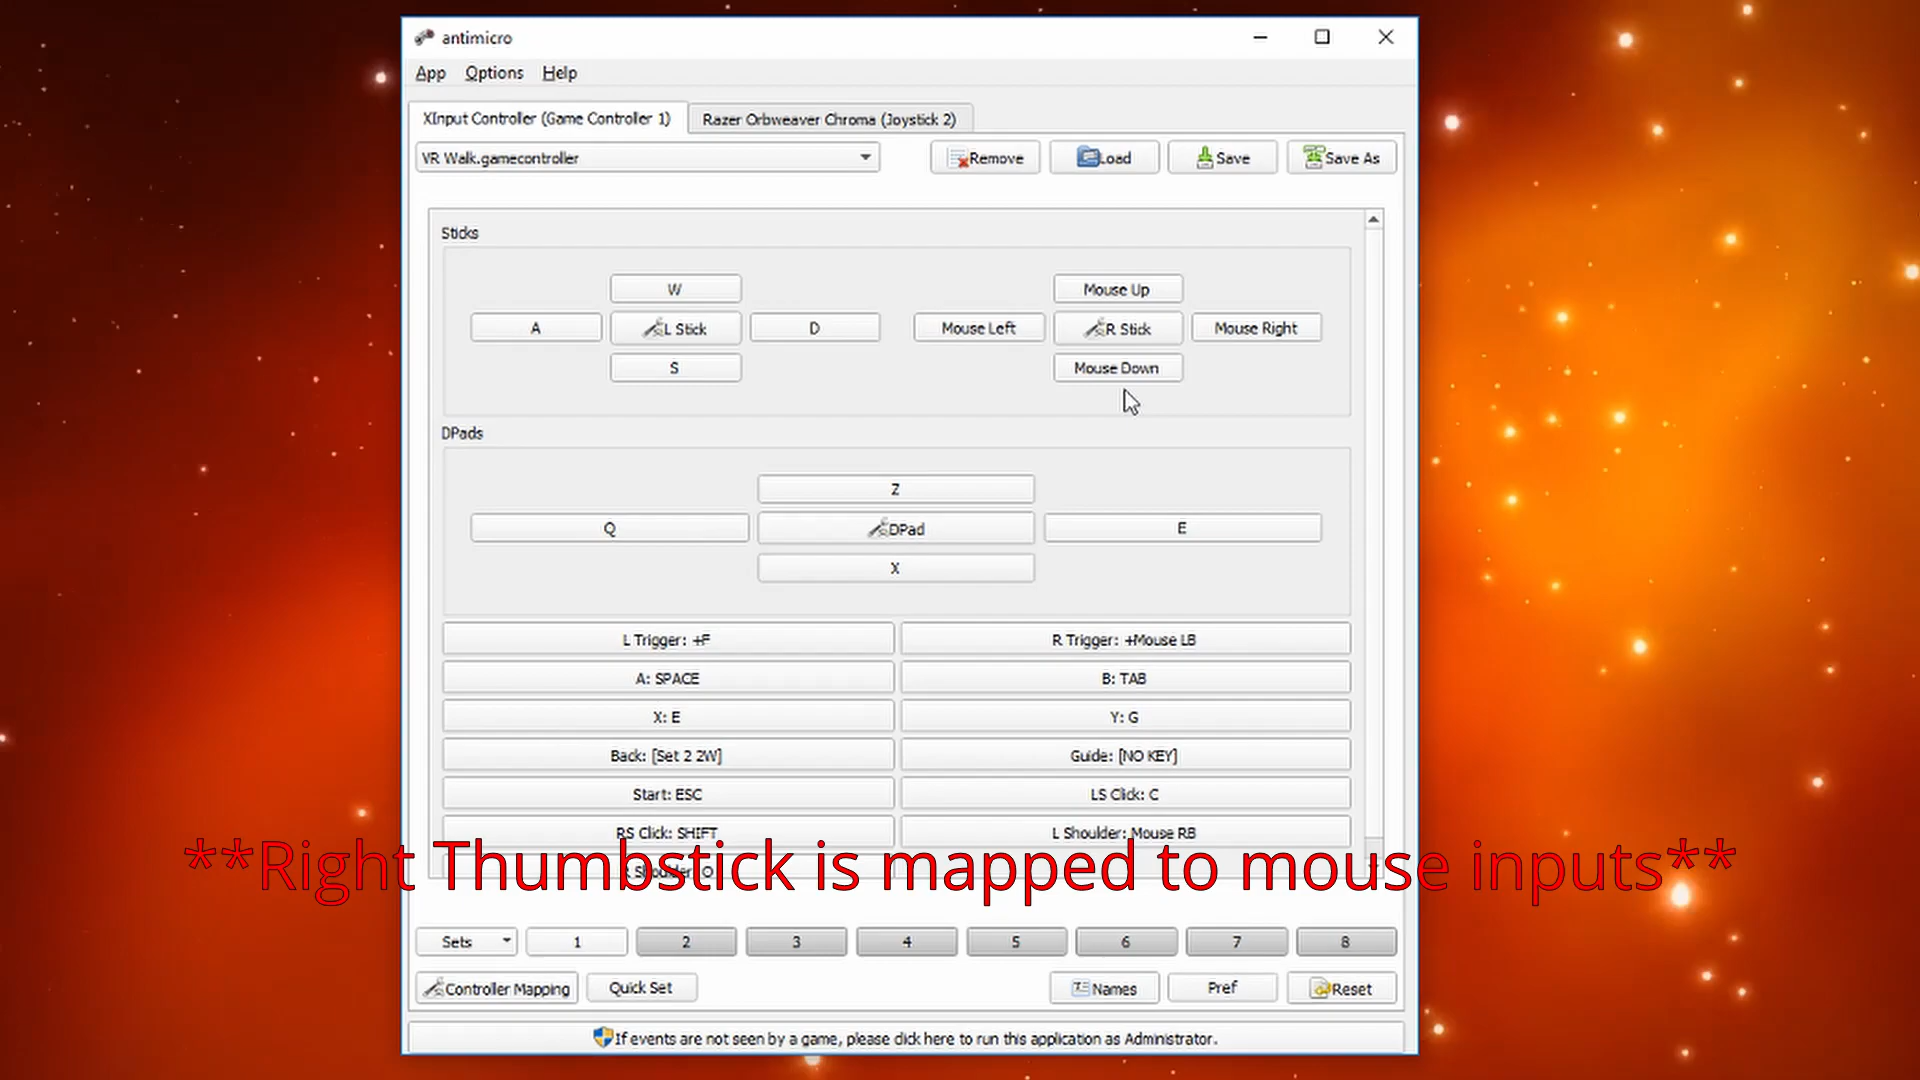 antimicro
App Options Help
XInput Controller (Game Controller 1) Razer Orbweaver Chroma (Joystick 2)
VR Walk.gamecontroller Remove Load Save Save As
Sticks
W Mouse Up
A L Stick D Mouse Left R Stick Mouse Right
S Mouse Down
DPads
Z
Q DPad E
X
L Trigger: +F R Trigger: +Mouse LB
A: SPACE B: TAB
X: E Y: G
Back: [Set 2 2W] Guide: [NO KEY]
Start: ESC LS Click: C
RS Click: SHIFT L Shoulder: Mouse RB
R Shoulder: O
**Right Thumbstick is mapped to mouse inputs**
Sets 1 2 3 4 5 6 7 8
Controller Mapping Quick Set Names Pref Reset
If events are not seen by a game, please click here to run this application as Administrator.